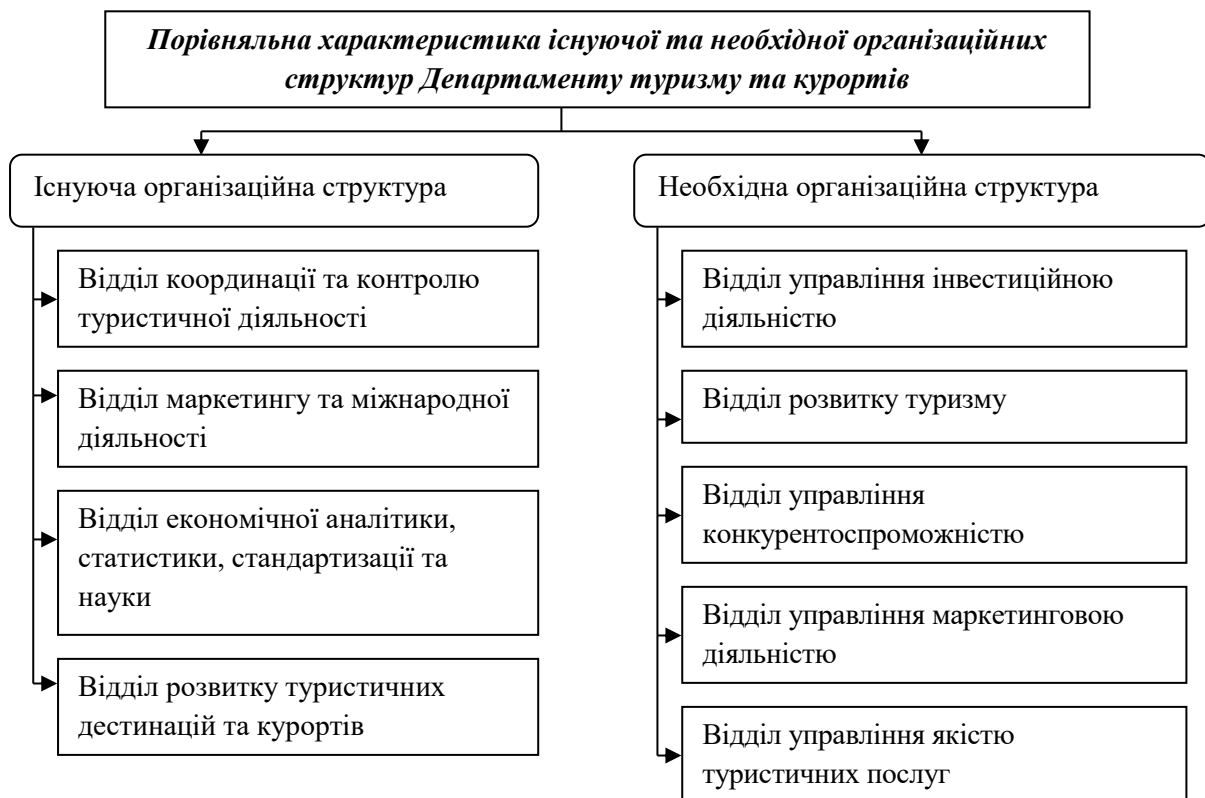 Порівняльна характеристика існуючої та необхідної організаційних
структур Департаменту туризму та курортів
Існуюча організаційна структура
Відділ координації та контролю
туристичної діяльності
Відділ маркетингу та міжнародної
діяльності
Відділ економічної аналітики,
статистики, стандартизації та
науки
Відділ розвитку туристичних
дестинацій та курортів
Необхідна організаційна структура
Відділ управління інвестиційною
діяльністю
Відділ розвитку туризму
Відділ управління
конкурентоспроможністю
Відділ управління маркетинговою
діяльністю
Відділ управління якістю
туристичних послуг